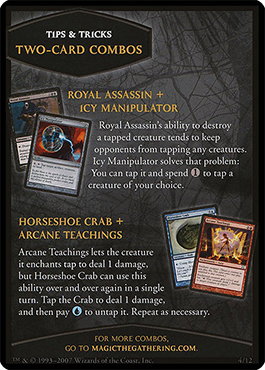 TIPS & TRICKS
TWO-CARD COMBOS
ROYAL ASSASSIN +
ICY MANIPULATOR
Royal Assassin's ability to destroy
a tapped creature tends to keep
opponents from tapping any creatures.
Icy Manipulator solves that problem:
You can tap it and spend 1 to tap a
creature of your choice.
HORSESHOE CRAB +
ARCANE TEACHINGS
Arcane Teachings lets the creature
it enchants tap to deal 1 damage,
but Horseshoe Crab can use this
ability over and over again in a single
turn. Tap the Crab to deal 1 damage,
and then pay to untap it. Repeat as necessary.
FOR MORE COMBOS,
GO TO MAGICTHEGATHERING.COM.
™ & © 1993–2007 Wizards of the Coast, Inc.
4/12